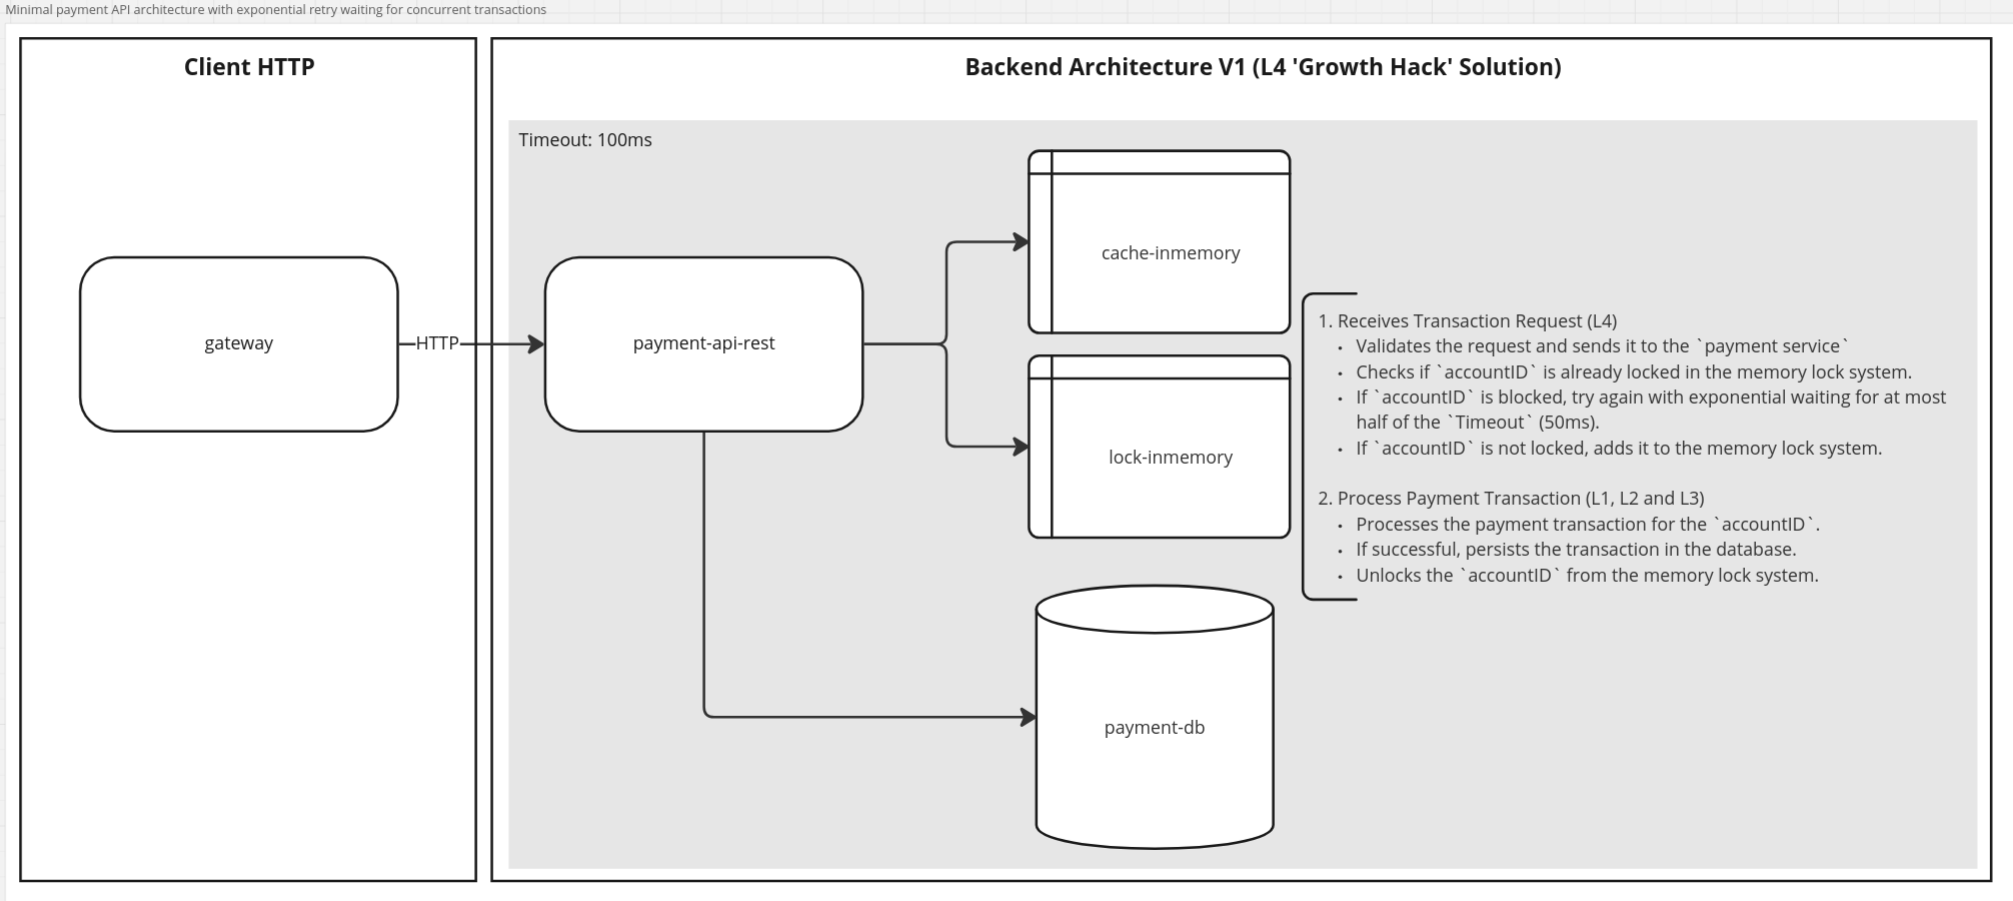 Minimal payment API architecture with exponential retry waiting for concurrent transactions
Client HTTP
Backend Architecture V1 (L4 'Growth Hack' Solution)
Timeout: 100ms
gateway
HTTP
payment-api-rest
cache-inmemory
lock-inmemory
payment-db
1. Receives Transaction Request (L4)
• Validates the request and sends it to the `payment service`
• Checks if `accountID` is already locked in the memory lock system.
• If `accountID` is blocked, try again with exponential waiting for at most
half of the `Timeout` (50ms).
• If `accountID` is not locked, adds it to the memory lock system.
2. Process Payment Transaction (L1, L2 and L3)
• Processes the payment transaction for the `accountID`.
• If successful, persists the transaction in the database.
• Unlocks the `accountID` from the memory lock system.